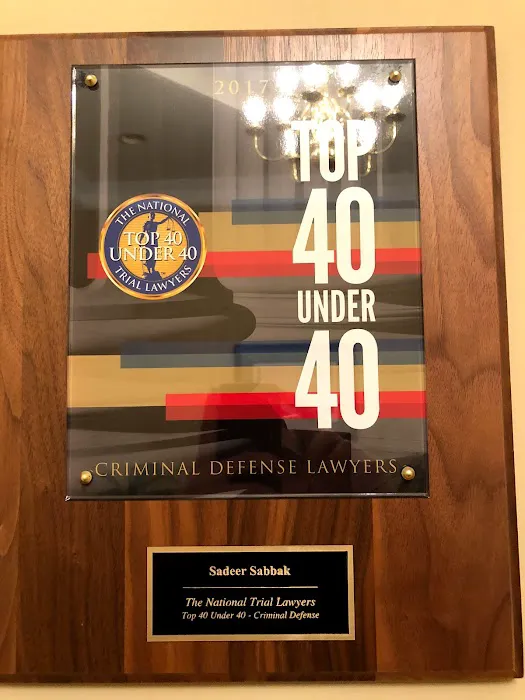 2017
TOP
40
UNDER
40
THE NATIONAL
TOP 40
UNDER 40
TRIAL LAWYERS
CRIMINAL DEFENSE LAWYERS
Sadeer Sabbak
The National Trial Lawyers
Top 40 Under 40 - Criminal Defense